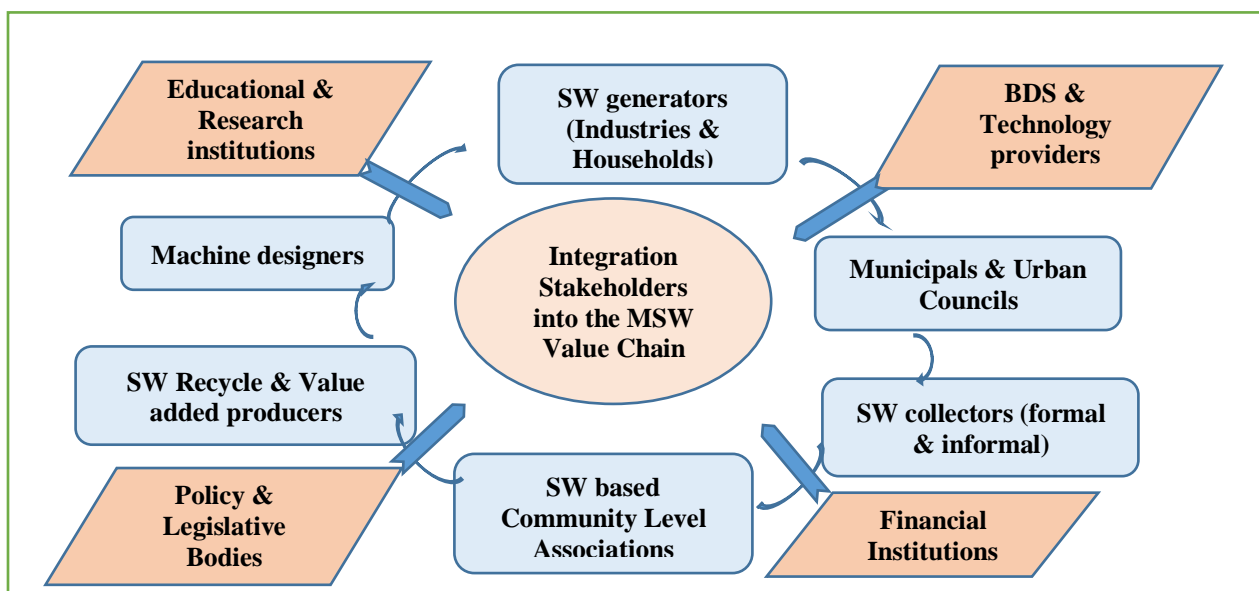 Educational &
Research
institutions
SW generators
(Industries &
Households)
BDS &
Technology
providers
Machine designers
Integration
Stakeholders
into the MSW
Value Chain
Municipals & Urban
Councils
SW Recycle & Value
added producers
SW collectors (formal
& informal)
Policy &
Legislative
Bodies
SW based
Community Level
Associations
Financial
Institutions